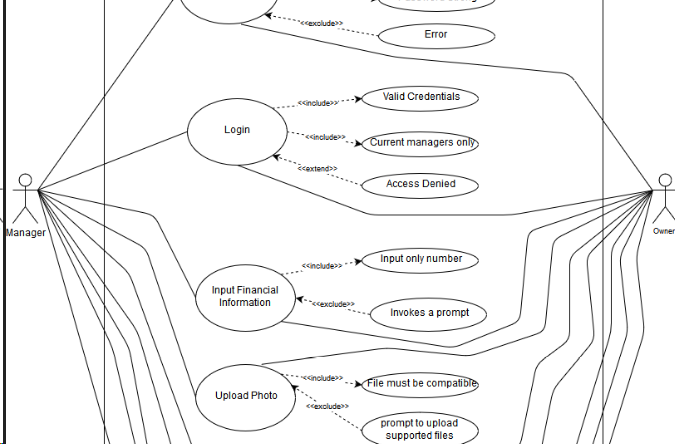 <<exclude>>
Error
<<include>>
Valid Credentials
Login
<<include>>
Current managers only
<<extend>>
Access Denied
Manager
Owner
<<include>>
Input only number
Input Financial
Information
<<exclude>>
Invokes a prompt
<<include>>
File must be compatible
Upload Photo
<<exclude>>
prompt to upload
supported files